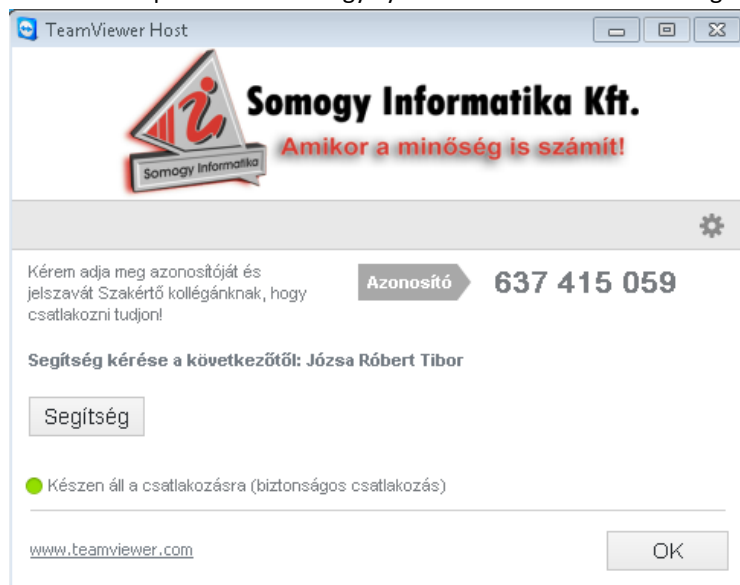 TeamViewer Host
Somogy Informatika Kft.
Amikor a minőség is számít!
Somogy Informatika
Kérem adja meg azonosítóját és
jelszavát Szakértő kollégánknak, hogy
csatlakozni tudjon!
Azonosító
637 415 059
Segítség kérése a következőtől: Józsa Róbert Tibor
Segítség
Készen áll a csatlakozásra (biztonságos csatlakozás)
www.teamviewer.com
OK